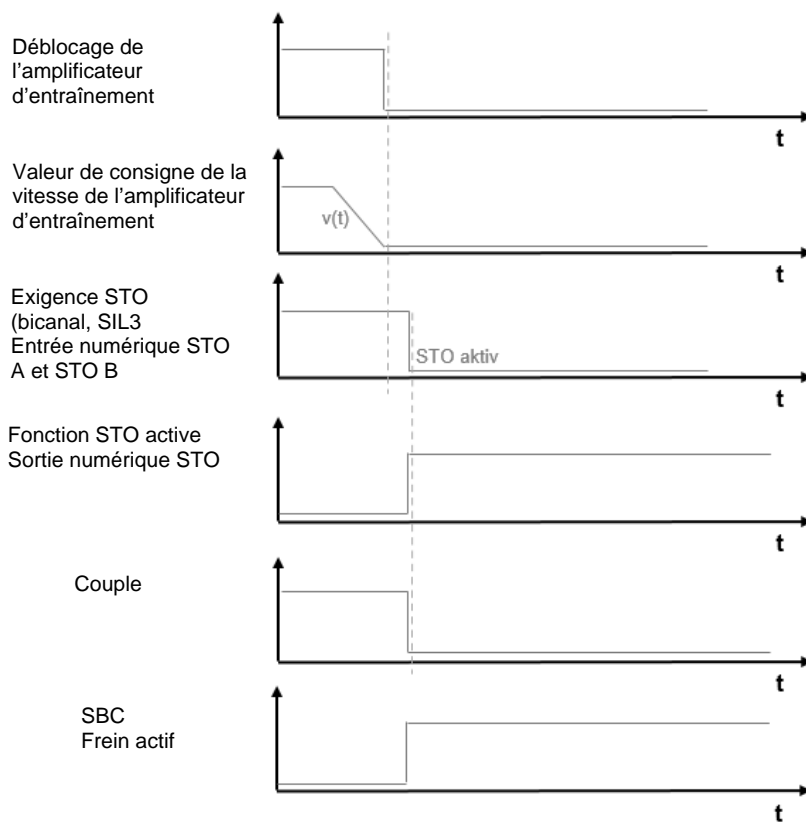 Déblocage de
l'amplificateur
d'entraînement
t
Valeur de consigne de la
vitesse de l'amplificateur
d'entraînement
v(t)
t
Exigence STO
(bicanal, SIL3
Entrée numérique STO
A et STO B
STO aktiv
t
Fonction STO active
Sortie numérique STO
t
Couple
t
SBC
Frein actif
t